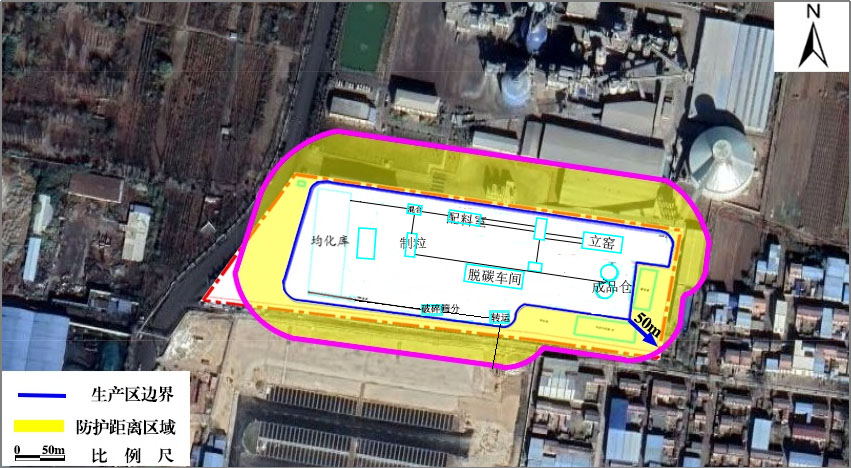 N
混合
配料室
均化库
制粒
立窑
脱碳车间
成品仓
破碎筛分
转运
50m
生产区边界
防护距离区域
0 50m
比 例 尺